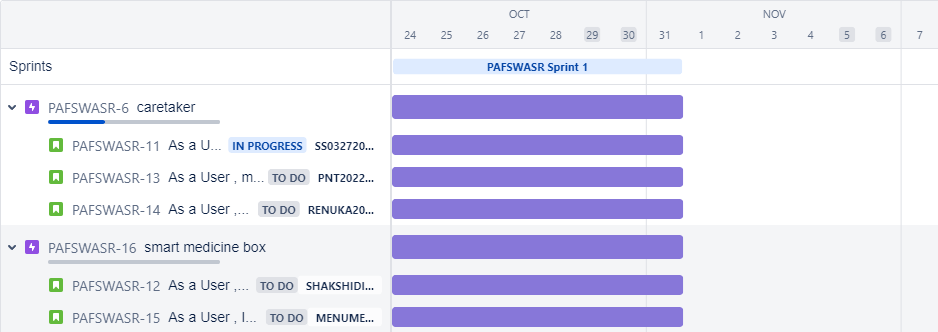 OCT NOV
24 25 26 27 28 29 30 31 1 2 3 4 5 6 7
Sprints PAFSWASR Sprint 1
PAFSWASR-6 caretaker
PAFSWASR-11 As a U... IN PROGRESS SS032720...
PAFSWASR-13 As a User , m... TO DO PNT2022...
PAFSWASR-14 As a User ,... TO DO RENUKA20...
PAFSWASR-16 smart medicine box
PAFSWASR-12 As a User ,... TO DO SHAKSHIDI...
PAFSWASR-15 As a User , I... TO DO MENUME...